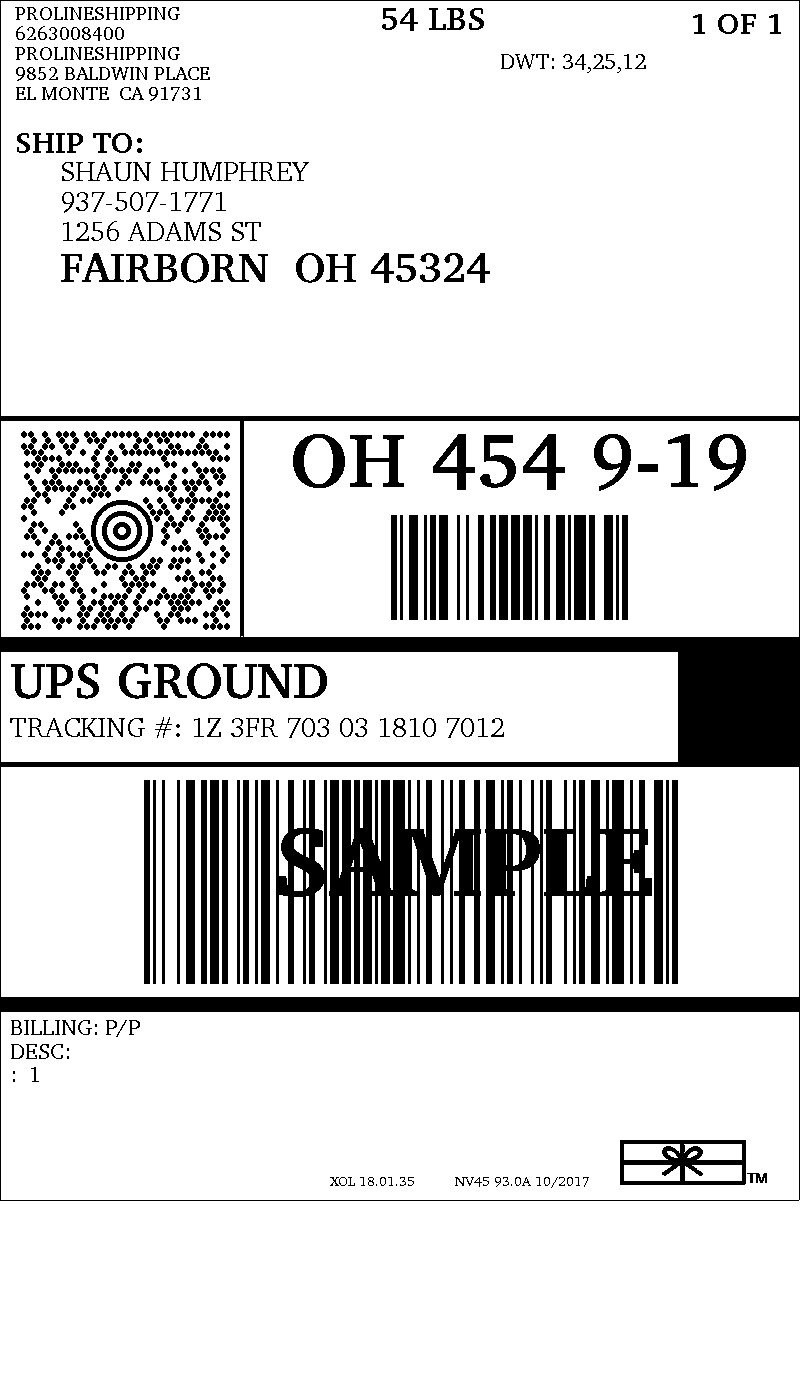 PROLINESHIPPING
6263008400
PROLINESHIPPING
9852 BALDWIN PLACE
EL MONTE  CA 91731
54 LBS
1 OF 1
DWT: 34,25,12
SHIP TO:
SHAUN HUMPHREY
937-507-1771
1256 ADAMS ST
FAIRBORN  OH 45324
OH 454 9-19
UPS GROUND
TRACKING #: 1Z 3FR 703 03 1810 7012
SAMPLE
BILLING: P/P
DESC:
:  1
XOL 18.01.35
NV45 93.0A 10/2017
TM